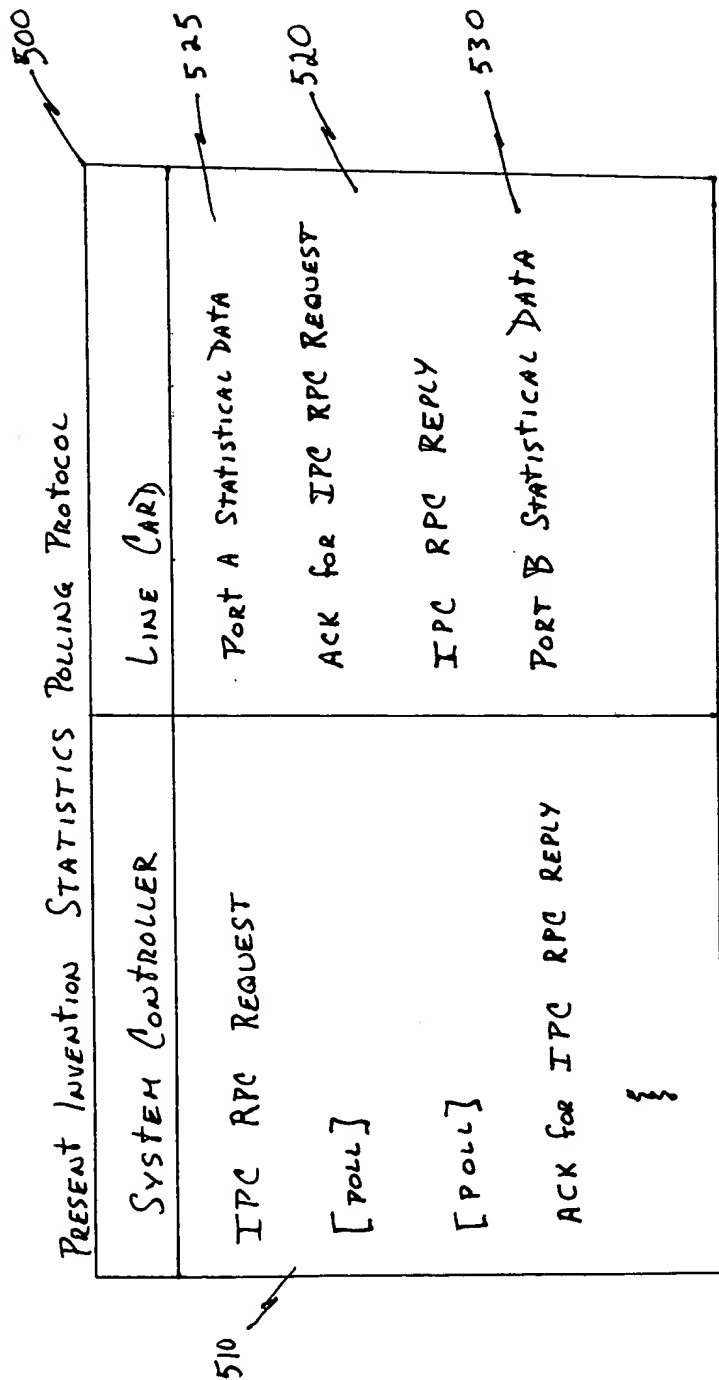 PRESENT INVENTION STATISTICS POLLING PROTOCOL
500
SYSTEM CONTROLLER
LINE CARD
525
IPC RPC REQUEST
PORT A STATISTICAL DATA
510
520
[POLL]
ACK for IPC RPC REQUEST
[POLL]
IPC RPC REPLY
530
ACK for IPC RPC REPLY
PORT B STATISTICAL DATA